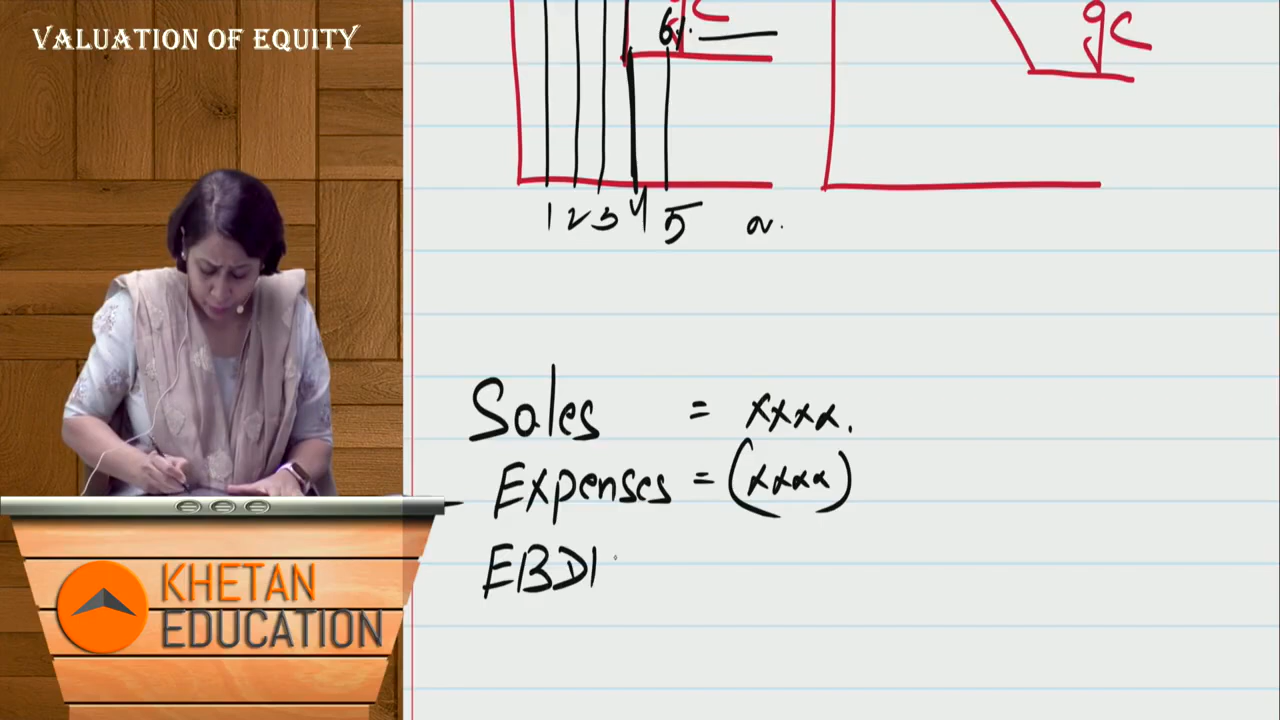 VALUATION OF EQUITY
gc
6%.
gc
1 2 3 4 5 α.
Sales = xxxx.
Expenses = (xxxx)
EBDI
KHETAN
EDUCATION